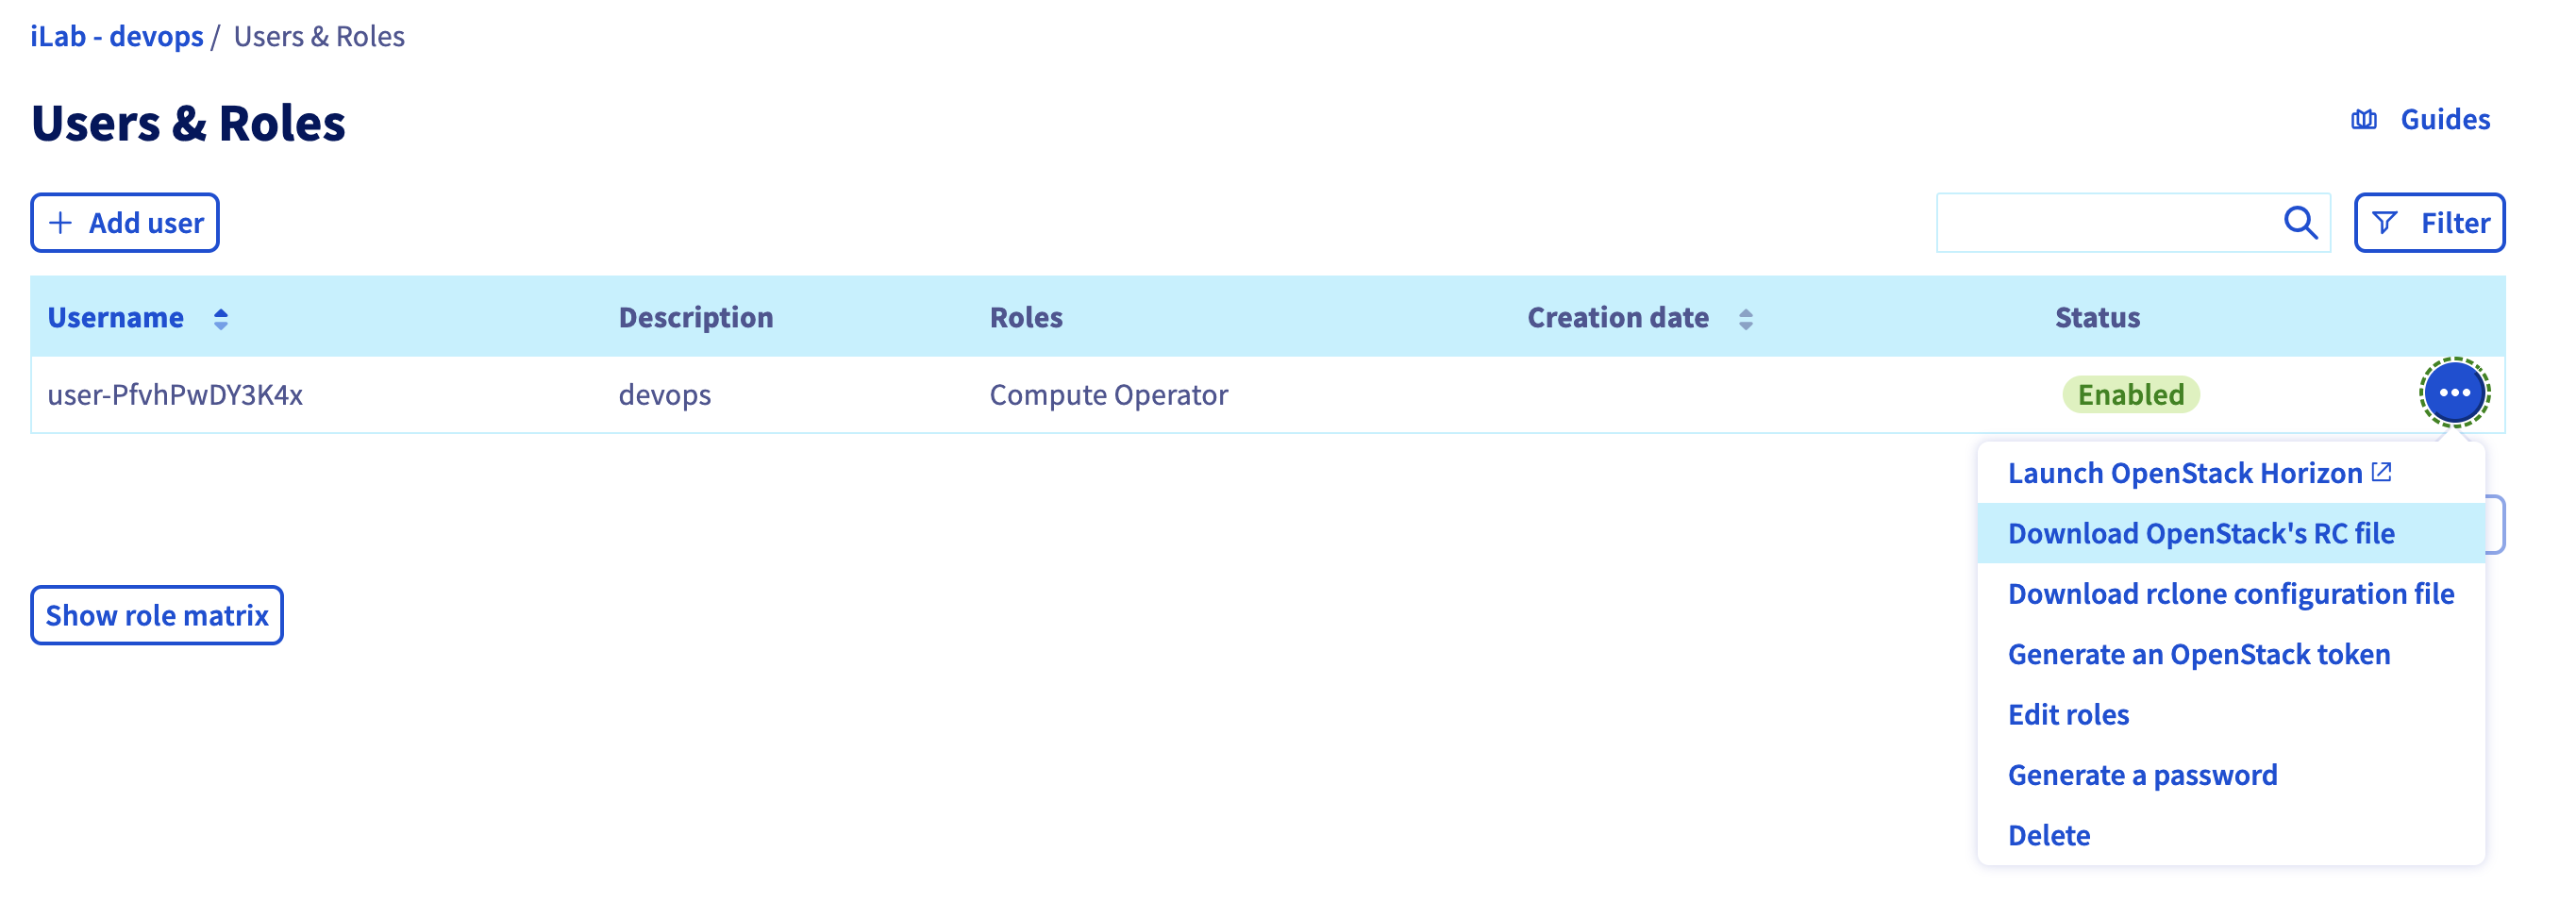 iLab - devops / Users & Roles
Users & Roles
Guides
Add user
Filter
Username Description Roles Creation date Status
user-PfvhPwDY3K4x devops Compute Operator Enabled
Launch OpenStack Horizon
Download OpenStack's RC file
Download rclone configuration file
Generate an OpenStack token
Edit roles
Generate a password
Delete
Show role matrix